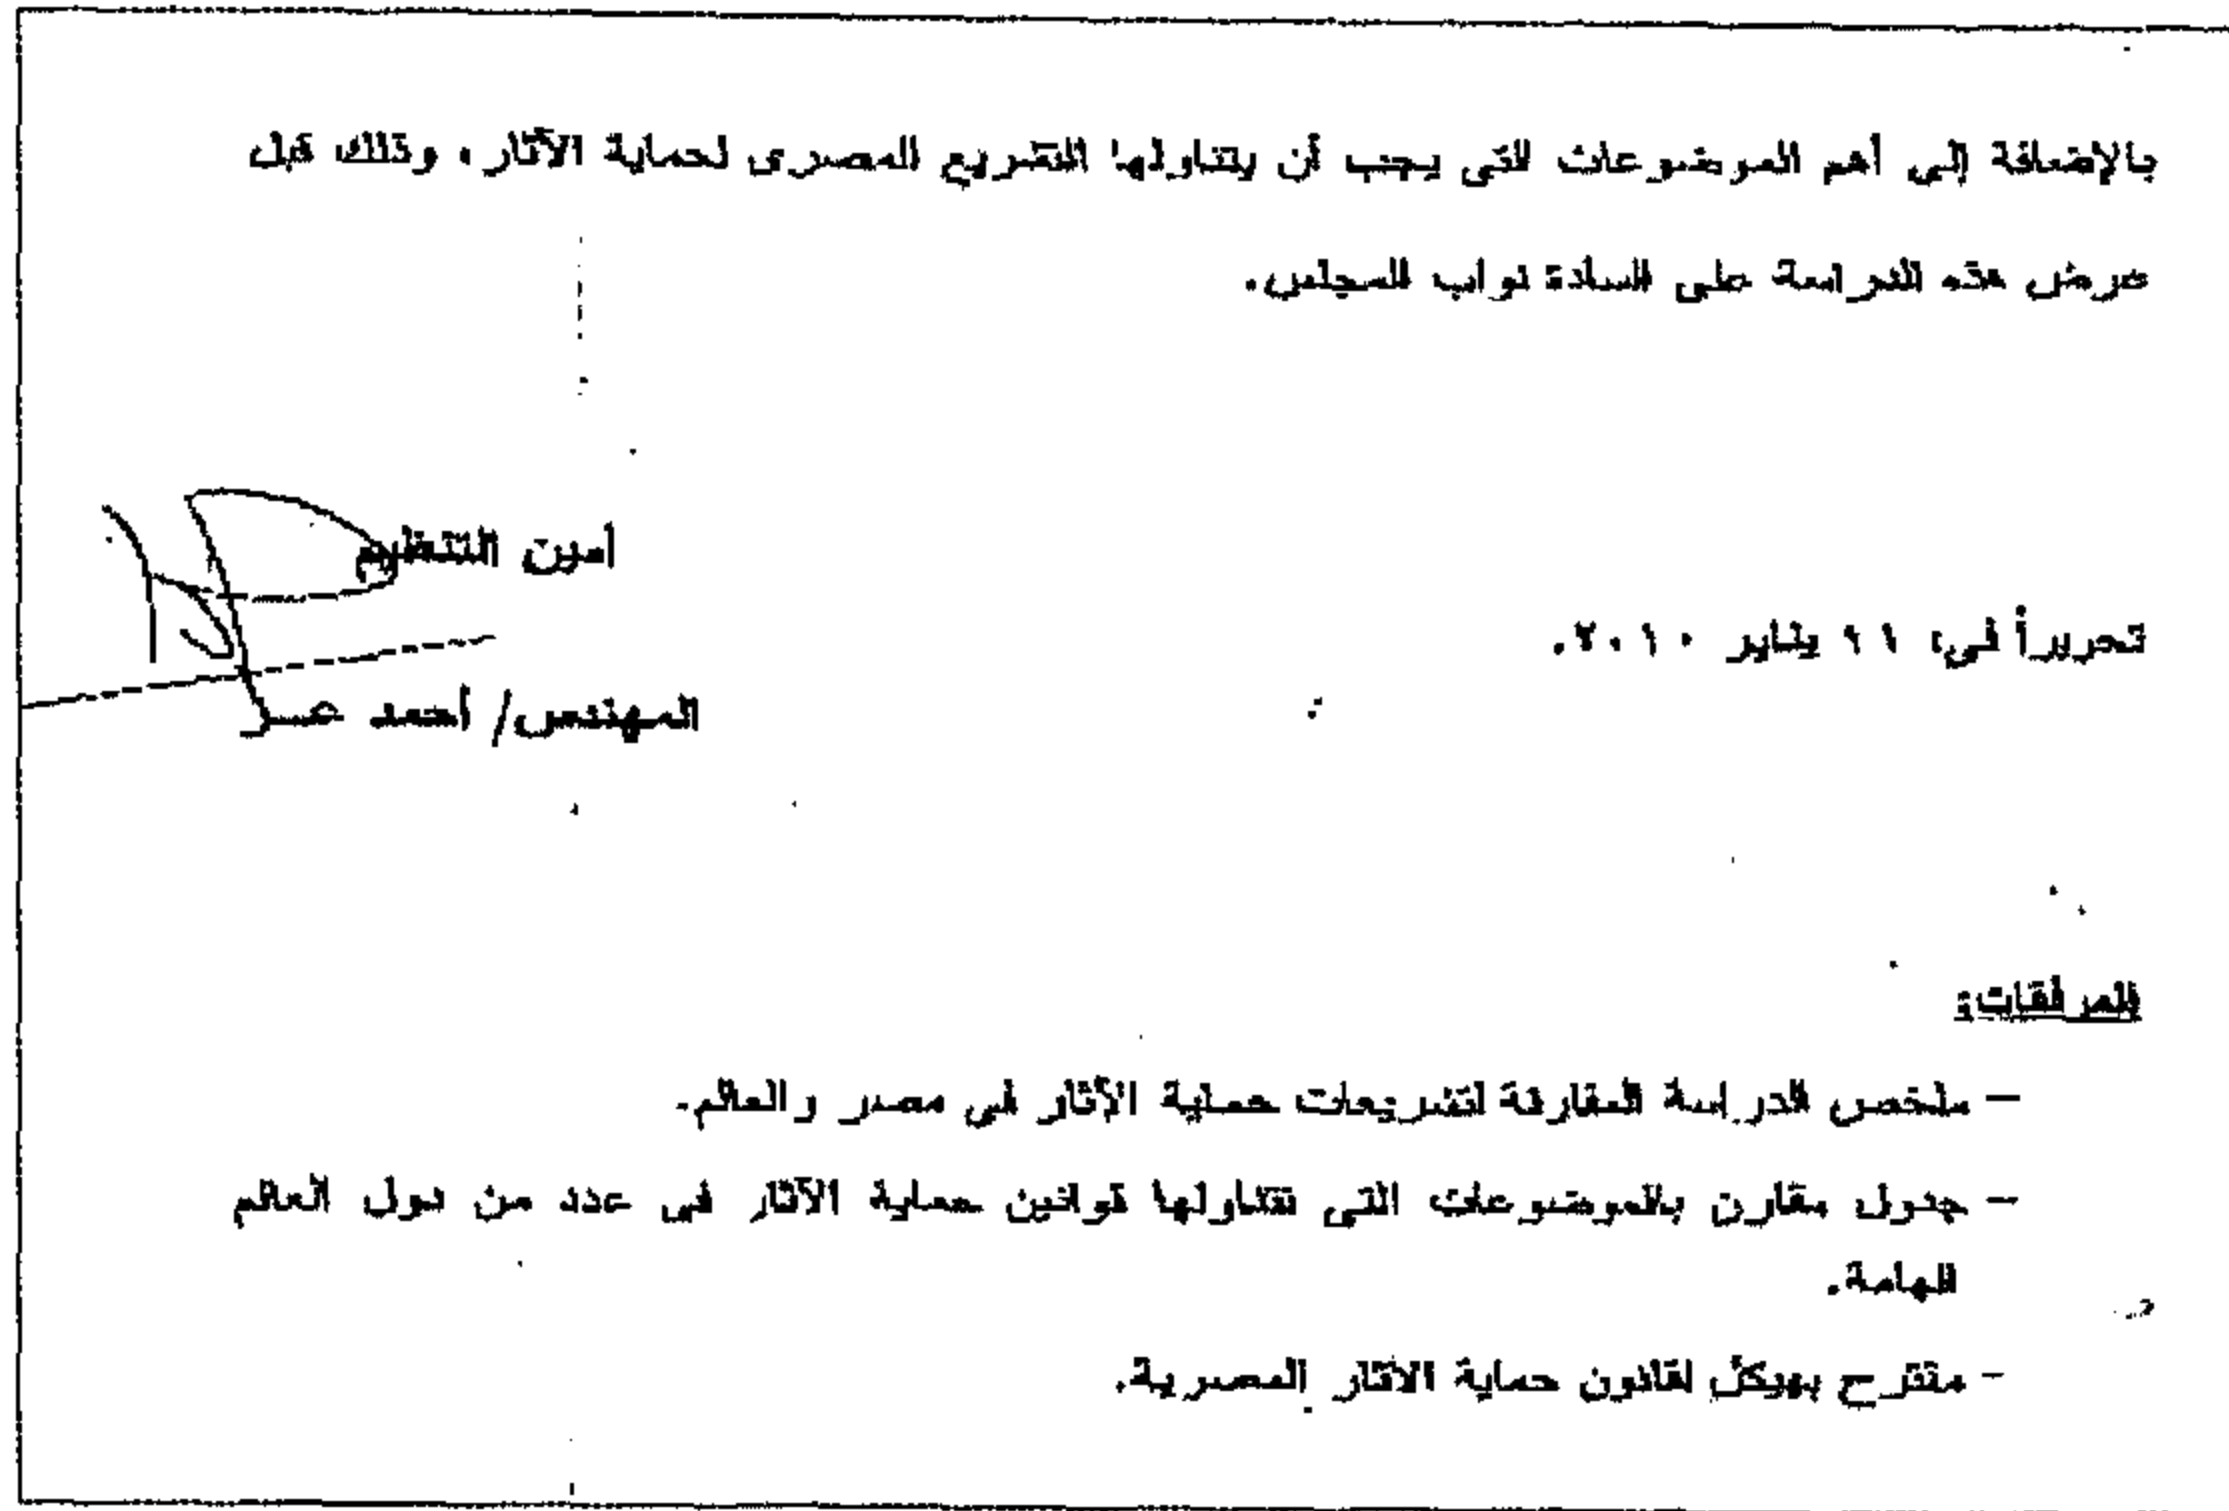 بالإضافة إلى أهم الموضوعات التى يجب أن يتناولها التشريع المصرى لحماية الآثار، وذلك قبل
عرض هذه الدراسة على السادة نواب المجلس.
أمين التنظيم
تحريراً فى: ١١ يناير ٢٠١٠.
المهندس/ أحمد عز
المرفقات:
– ملخص الدراسة المقارنة لتشريعات حماية الآثار فى مصر والعالم.
– جدول مقارن بالموضوعات التى تتناولها قوانين حماية الآثار فى عدد من دول العالم
الهامة.
– مقترح بهيكل لقانون حماية الآثار المصرية.